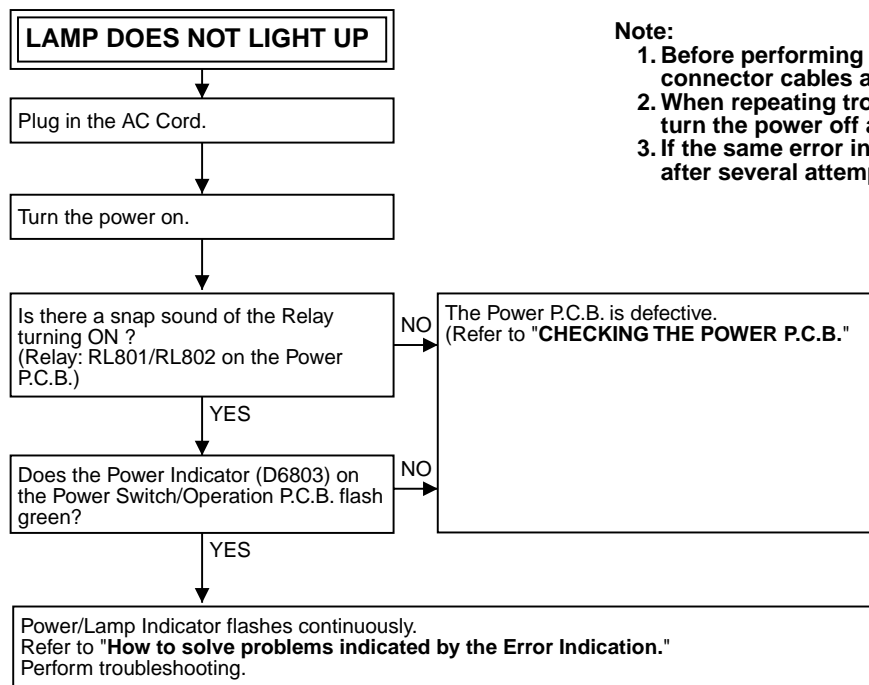 LAMP DOES NOT LIGHT UP
Note:
1. Before performing
connector cables a
2. When repeating tro
turn the power off a
3. If the same error in
after several attem
Plug in the AC Cord.
Turn the power on.
Is there a snap sound of the Relay
turning ON ?
(Relay: RL801/RL802 on the Power
P.C.B.)
NO
The Power P.C.B. is defective.
(Refer to "CHECKING THE POWER P.C.B."
YES
Does the Power Indicator (D6803) on
the Power Switch/Operation P.C.B. flash
green?
NO
YES
Power/Lamp Indicator flashes continuously.
Refer to "How to solve problems indicated by the Error Indication."
Perform troubleshooting.